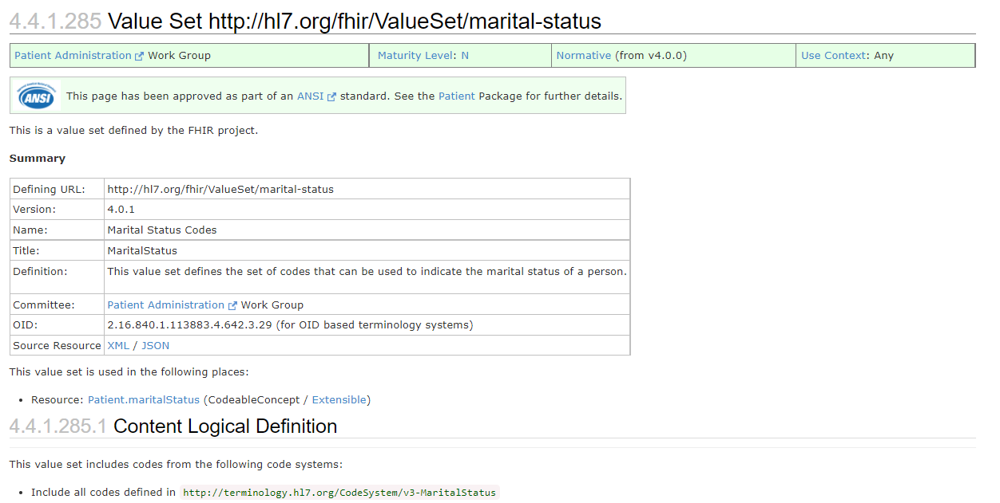 4.4.1.285 Value Set http://hl7.org/fhir/ValueSet/marital-status
Patient Administration Work Group Maturity Level: N Normative (from v4.0.0) Use Context: Any
ANSI This page has been approved as part of an ANSI standard. See the Patient Package for further details.
This is a value set defined by the FHIR project.
Summary
Defining URL: http://hl7.org/fhir/ValueSet/marital-status
Version: 4.0.1
Name: Marital Status Codes
Title: MaritalStatus
Definition: This value set defines the set of codes that can be used to indicate the marital status of a person.
Committee: Patient Administration Work Group
OID: 2.16.840.1.113883.4.642.3.29 (for OID based terminology systems)
Source Resource XML / JSON
This value set is used in the following places:
• Resource: Patient.maritalStatus (CodeableConcept / Extensible)
4.4.1.285.1 Content Logical Definition
This value set includes codes from the following code systems:
• Include all codes defined in http://terminology.hl7.org/CodeSystem/v3-MaritalStatus